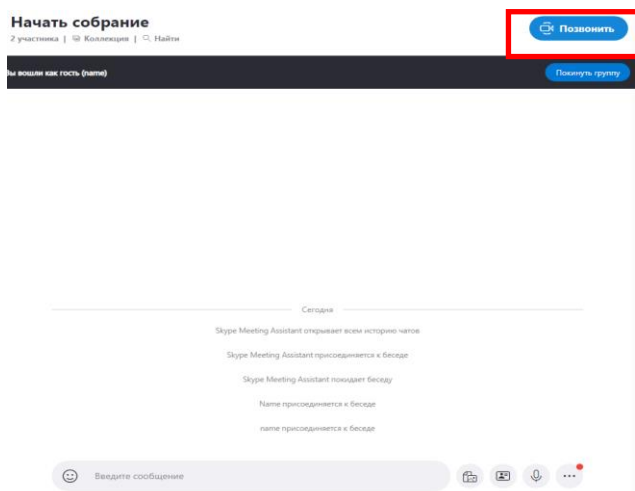 Начать собрание
Позвонить
2 участника | Коллекция | Найти
Вы вошли как гость (name)
Покинуть группу
Сегодня
Skype Meeting Assistant открывает всем историю чатов
Skype Meeting Assistant присоединяется к беседе
Skype Meeting Assistant покидает беседу
Name присоединяется к беседе
name присоединяется к беседе
Введите сообщение